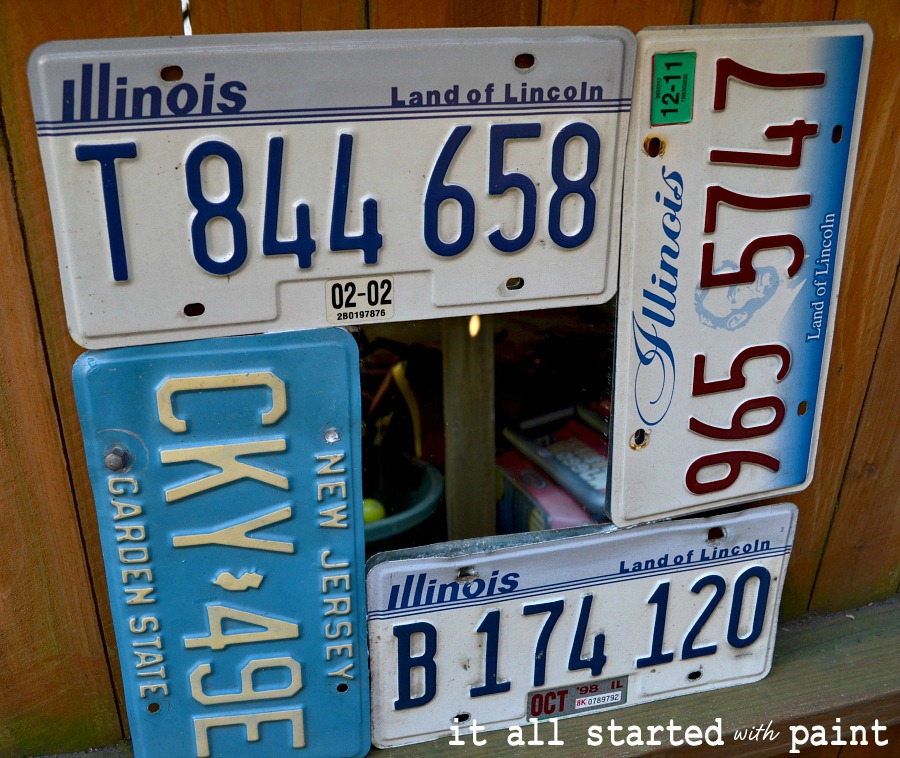 Illinois Land of Lincoln
T 844 658
02-02
2B0197876
12-11
Illinois
965 5747
Land of Lincoln
NEW JERSEY
CKY 49E
GARDEN STATE
Illinois Land of Lincoln
B 174 120
OCT '98 IL
8K 0789792
it all started with paint